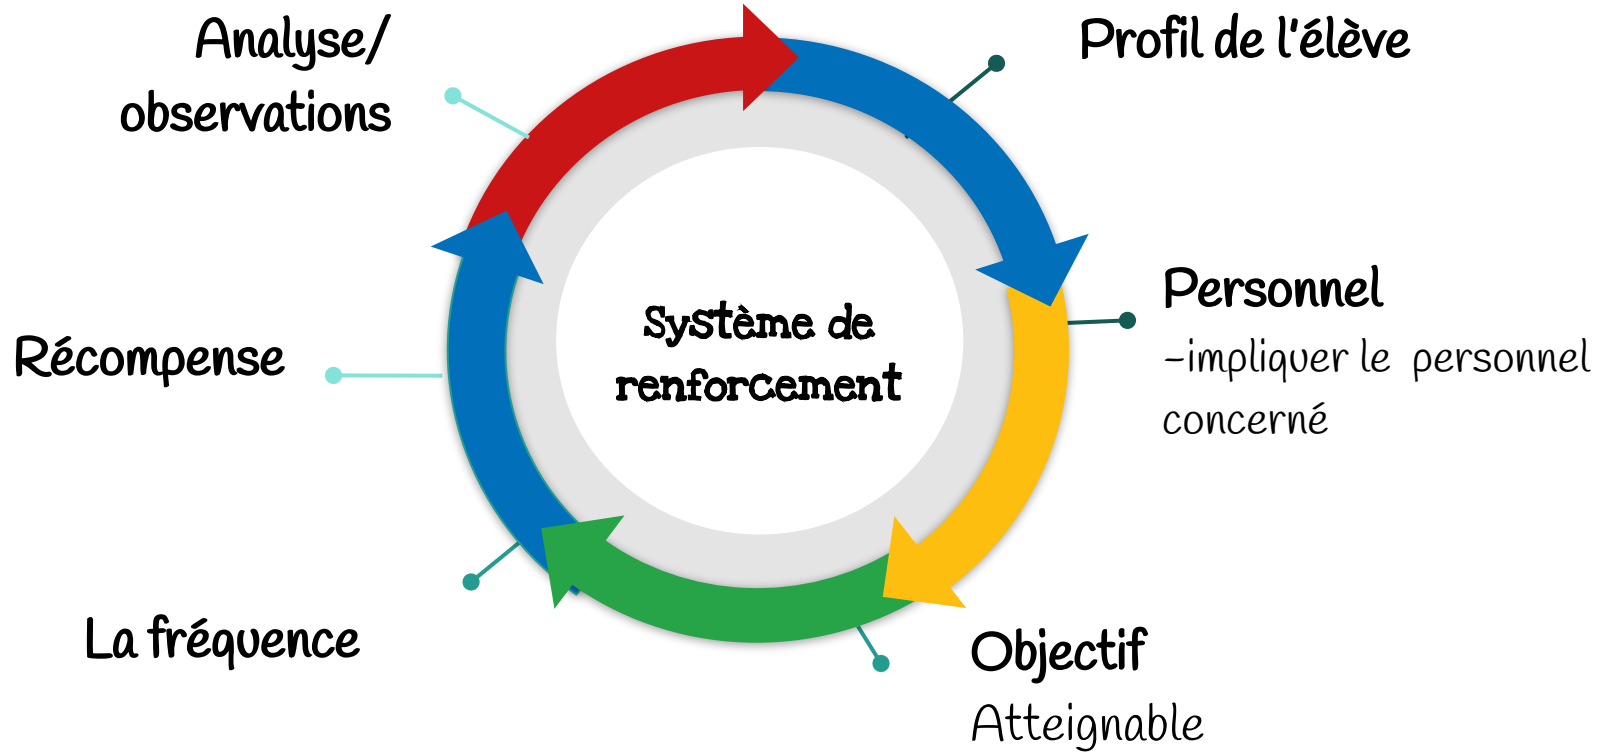 Analyse/
observations
Profil de l'élève
Personnel
-impliquer le personnel
concerné
Système de
renforcement
Récompense
La fréquence
Objectif
Atteignable